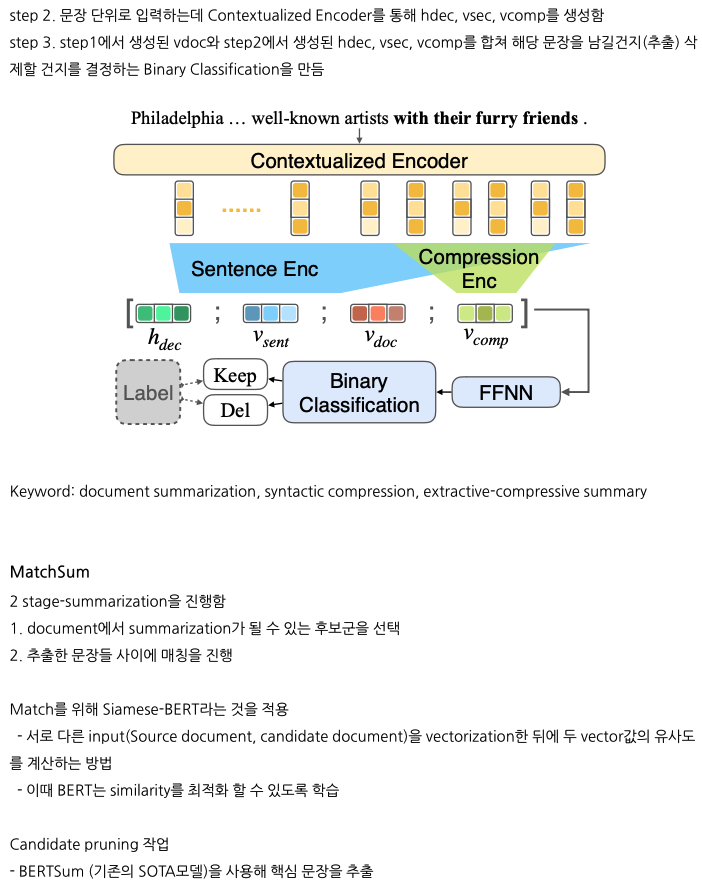 step 2. 문장 단위로 입력하는데 Contextualized Encoder를 통해 hdec, vsec, vcomp를 생성함
step 3. step1에서 생성된 vdoc와 step2에서 생성된 hdec, vsec, vcomp를 합쳐 해당 문장을 남길건지(추출) 삭
제할 건지를 결정하는 Binary Classification을 만듬
Philadelphia … well-known artists with their furry friends .
Contextualized Encoder
......
Sentence Enc
Compression
Enc
[ ; ; ; ]
hdec vsent vdoc vcomp
Label
Keep
Del
Binary
Classification
FFNN
Keyword: document summarization, syntactic compression, extractive-compressive summary
MatchSum
2 stage-summarization을 진행함
1. document에서 summarization가 될 수 있는 후보군을 선택
2. 추출한 문장들 사이에 매칭을 진행
Match를 위해 Siamese-BERT라는 것을 적용
- 서로 다른 input(Source document, candidate document)을 vectorization한 뒤에 두 vector값의 유사도
를 계산하는 방법
- 이때 BERT는 similarity를 최적화 할 수 있도록 학습
Candidate pruning 작업
- BERTSum (기존의 SOTA모델)을 사용해 핵심 문장을 추출